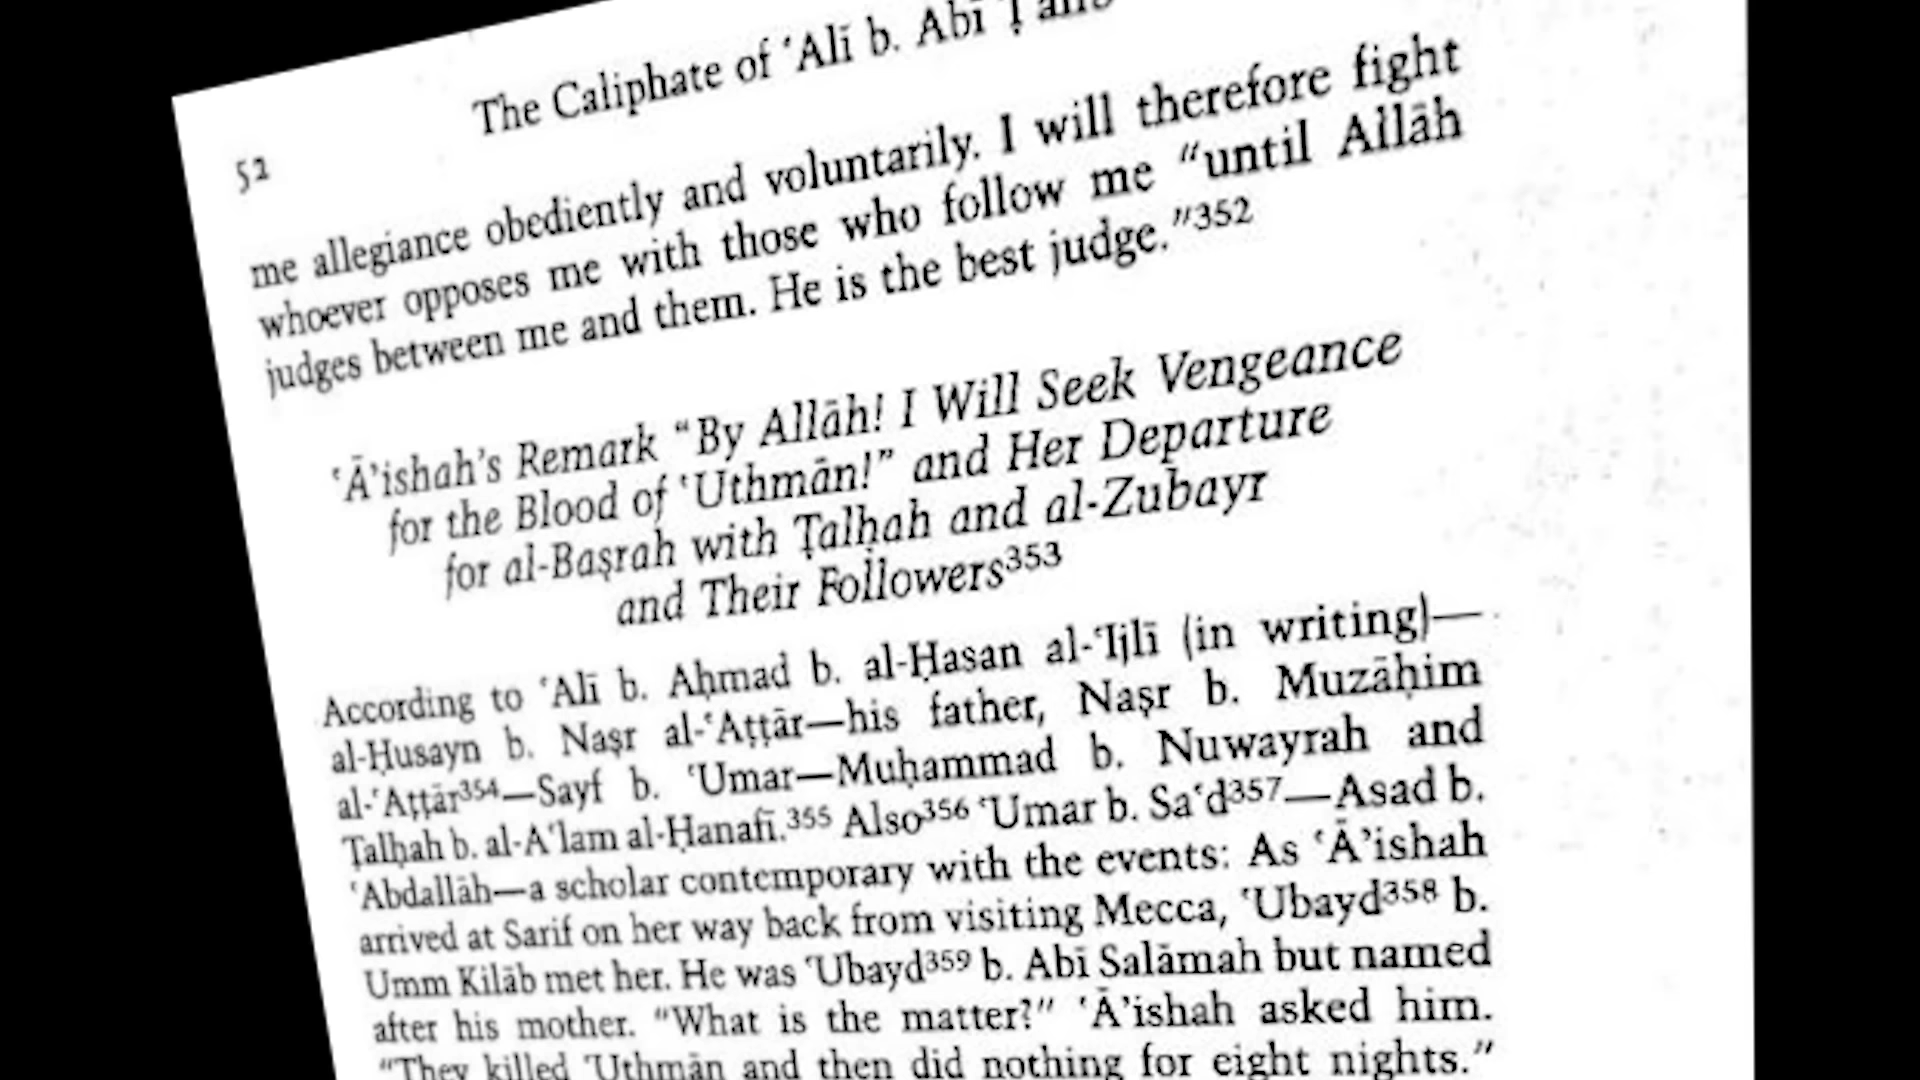 The Caliphate of ʿAlī b. Abī Ṭālib
52
me allegiance obediently and voluntarily. I will therefore fight
whoever opposes me with those who follow me “until Allāh
judges between me and them. He is the best judge.”352
ʿĀʾishah’s Remark “By Allāh! I Will Seek Vengeance
for the Blood of ʿUthmān!” and Her Departure
for al-Baṣrah with Ṭalḥah and al-Zubayr
and Their Followers353
According to ʿAlī b. Aḥmad b. al-Ḥasan al-ʿIjlī (in writing)—
al-Ḥusayn b. Naṣr al-ʿAṭṭār—his father, Naṣr b. Muzāḥim
al-ʿAṭṭār354—Sayf b. ʿUmar—Muḥammad b. Nuwayrah and
Ṭalḥah b. al-Aʿlam al-Ḥanafī.355 Also356 ʿUmar b. Saʿd357—Asad b.
ʿAbdallāh—a scholar contemporary with the events: As ʿĀʾishah
arrived at Sarif on her way back from visiting Mecca, ʿUbayd358 b.
Umm Kilāb met her. He was ʿUbayd359 b. Abī Salāmah but named
after his mother. “What is the matter?” ʿĀʾishah asked him.
“They killed ʿUthmān and then did nothing for eight nights.”